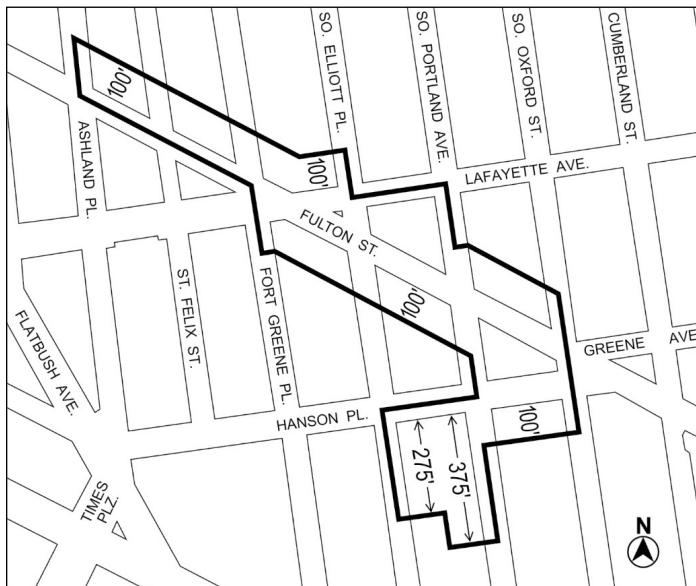 SO. ELLIOTT PL.
SO. PORTLAND AVE.
SO. OXFORD ST.
CUMBERLAND ST.
100'
ASHLAND PL.
100'
LAFAYETTE AVE.
FULTON ST.
ST. FELIX ST.
FORT GREENE PL.
100'
FLATBUSH AVE.
GREENE AVE
HANSON PL.
100'
275'
375'
TIMES
PLZ.
N